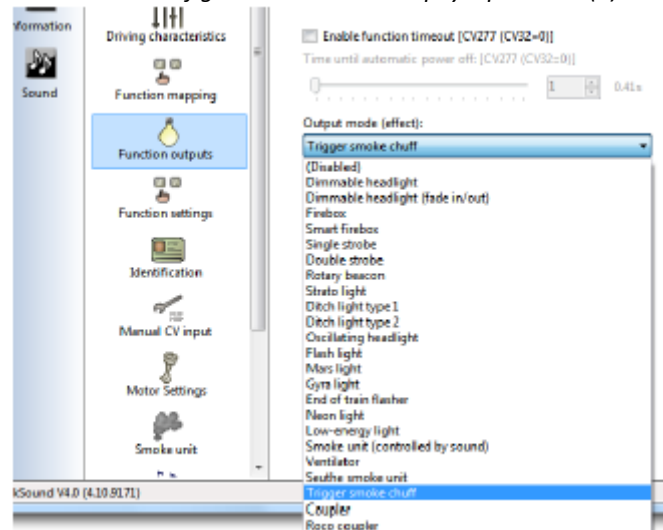 Information
Sound
Driving characteristics
Function mapping
Function outputs
Function settings
Identification
Manual CV input
Motor Settings
Smoke unit
kSound V4.0 (4.10.9171)
Enable function timeout [CV277 (CV32=0)]
Time until automatic power off: [CV277 (CV32=0)]
1 0.41s
Output mode (effect):
Trigger smoke chuff
(Disabled)
Dimmable headlight
Dimmable headlight (fade in/out)
Firebox
Smart firebox
Single strobe
Double strobe
Rotary beacon
Strato light
Ditch light type 1
Ditch light type 2
Oscillating headlight
Flash light
Mars light
Gyra light
End of train flasher
Neon light
Low-energy light
Smoke unit (controlled by sound)
Ventilator
Seuthe smoke unit
Trigger smoke chuff
Coupler
Roco coupler